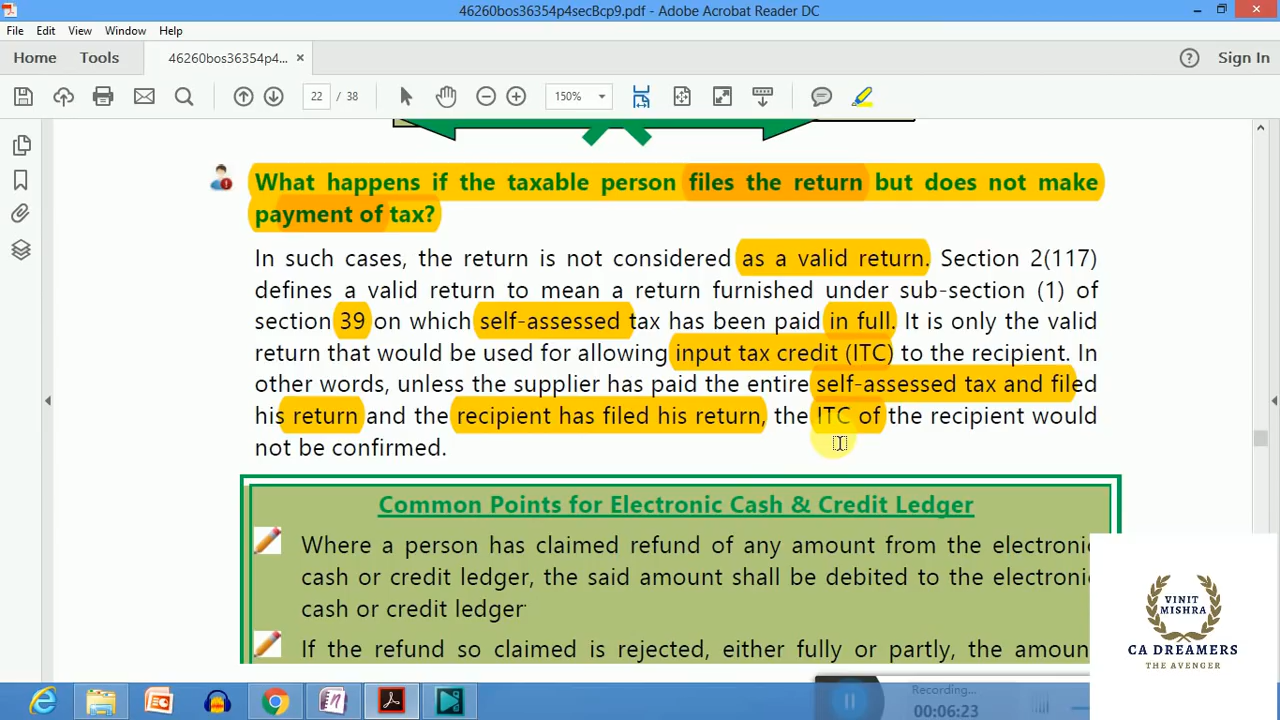 46260bos36354p4secBcp9.pdf - Adobe Acrobat Reader DC
File Edit View Window Help
Home Tools 46260bos36354p4... × Sign In
22 / 38 150%
What happens if the taxable person files the return but does not make
payment of tax?
In such cases, the return is not considered as a valid return. Section 2(117)
defines a valid return to mean a return furnished under sub-section (1) of
section 39 on which self-assessed tax has been paid in full. It is only the valid
return that would be used for allowing input tax credit (ITC) to the recipient. In
other words, unless the supplier has paid the entire self-assessed tax and filed
his return and the recipient has filed his return, the ITC of the recipient would
not be confirmed.
Common Points for Electronic Cash & Credit Ledger
Where a person has claimed refund of any amount from the electronic
cash or credit ledger, the said amount shall be debited to the electronic
cash or credit ledger
If the refund so claimed is rejected, either fully or partly, the amount
VINIT
MISHRA
CA DREAMERS
THE AVENGER
Recording...
00:06:23